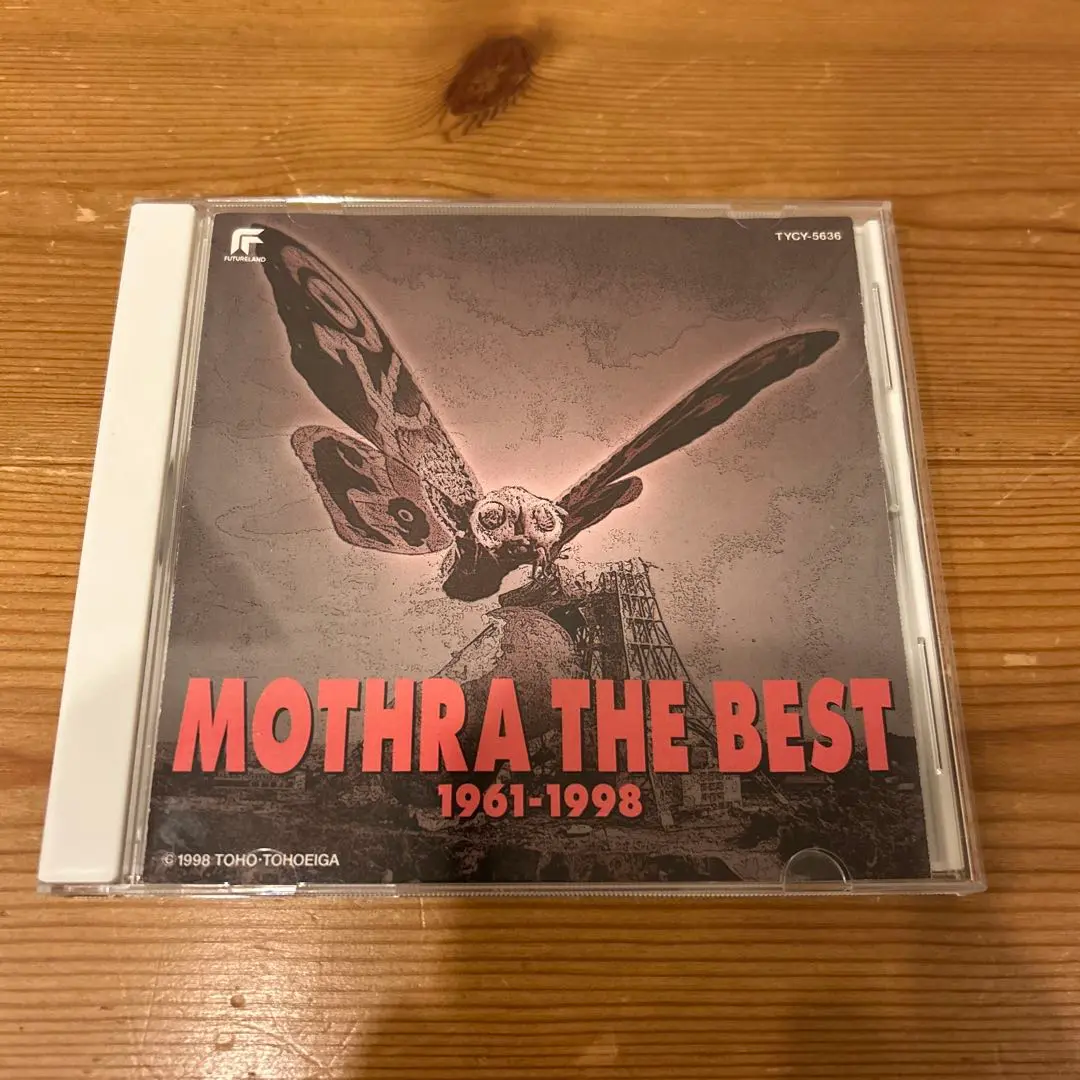 FUTURELAND
TYCY-5636
MOTHRA THE BEST
1961-1998
© 1998 TOHO·TOHOEIGA